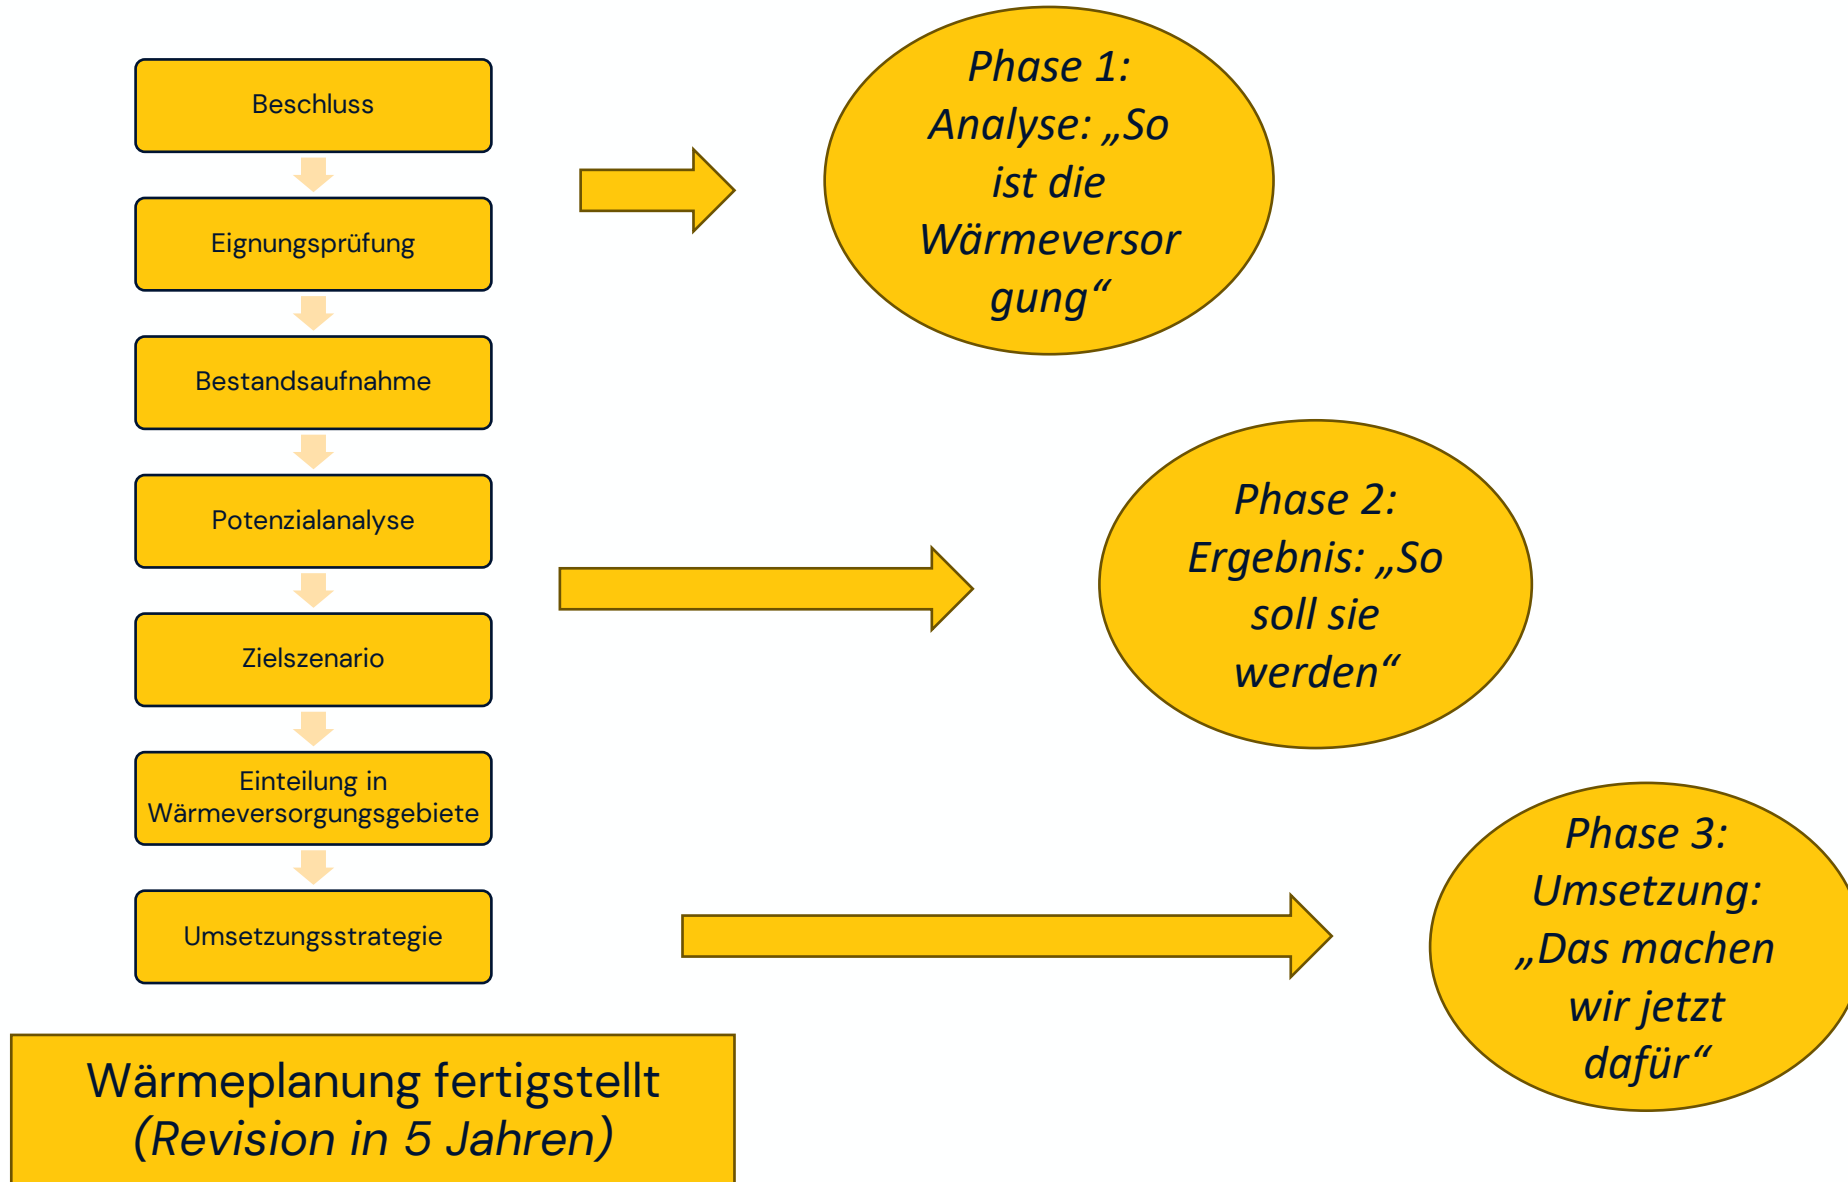 Beschluss
Eignungsprüfung
Bestandsaufnahme
Potenzialanalyse
Zielszenario
Einteilung in
Wärmeversorgungsgebiete
Umsetzungsstrategie
Wärmeplanung fertigstellt
(Revision in 5 Jahren)
Phase 1:
Analyse: „So
ist die
Wärmeversor
gung“
Phase 2:
Ergebnis: „So
soll sie
werden“
Phase 3:
Umsetzung:
„Das machen
wir jetzt
dafür“